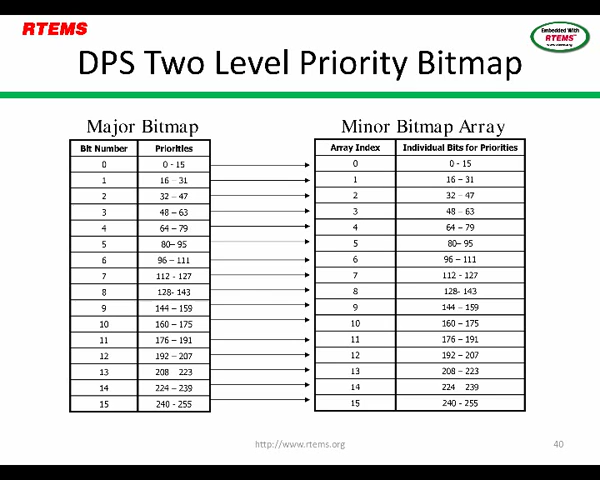 RTEMS
Embedded With
RTEMS
www.rtems.org
DPS Two Level Priority Bitmap
Major Bitmap
Bit Number Priorities
0 0 - 15
1 16 – 31
2 32 – 47
3 48 – 63
4 64 – 79
5 80– 95
6 96 – 111
7 112 - 127
8 128- 143
9 144 – 159
10 160 – 175
11 176 – 191
12 192 – 207
13 208 223
14 224 – 239
15 240 - 255
Minor Bitmap Array
Array Index Individual Bits for Priorities
0 0 - 15
1 16 – 31
2 32 – 47
3 48 – 63
4 64 – 79
5 80– 95
6 96 – 111
7 112 - 127
8 128- 143
9 144 – 159
10 160 – 175
11 176 – 191
12 192 – 207
13 208 – 223
14 224 239
15 240 - 255
http://www.rtems.org
40